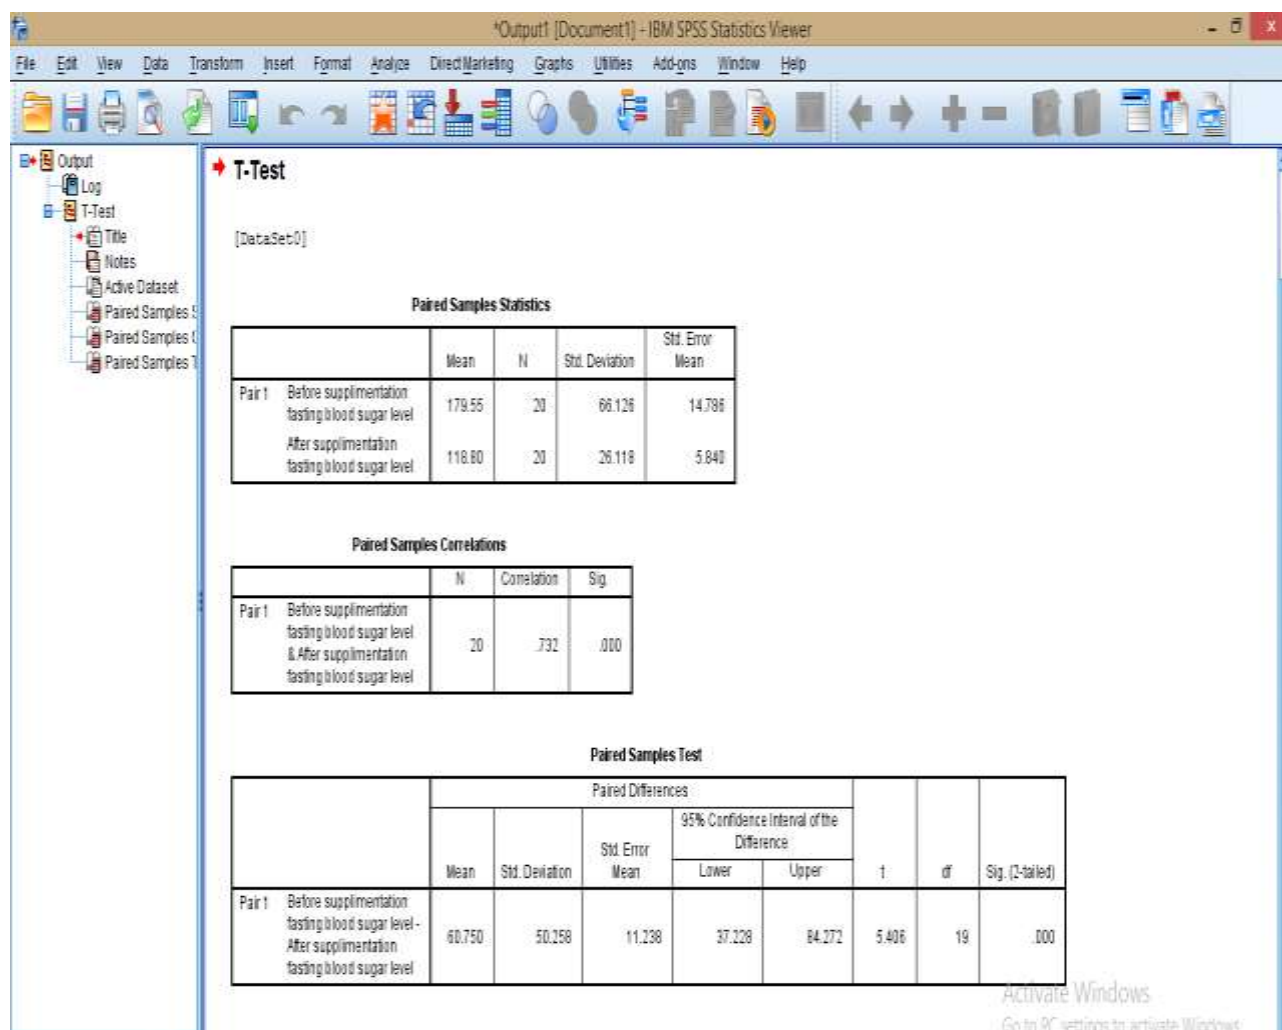 *Output1 [Document1] - IBM SPSS Statistics Viewer
File Edit View Data Transform Insert Format Analyze Direct Marketing Graphs Utilities Add-ons Window Help
Output
Log
T-Test
Title
Notes
Active Dataset
Paired Samples S
Paired Samples C
Paired Samples T
T-Test
[DataSet0]
Paired Samples Statistics
Mean N Std. Deviation Std. Error Mean
Pair 1 Before supplimentation fasting blood sugar level 179.55 20 66.126 14.786
After supplimentation fasting blood sugar level 118.80 20 26.118 5.840
Paired Samples Correlations
N Correlation Sig.
Pair 1 Before supplimentation fasting blood sugar level & After supplimentation fasting blood sugar level 20 .732 .000
Paired Samples Test
Paired Differences
95% Confidence Interval of the Difference
Mean Std. Deviation Std. Error Mean Lower Upper t df Sig. (2-tailed)
Pair 1 Before supplimentation fasting blood sugar level - After supplimentation fasting blood sugar level 60.750 50.258 11.238 37.228 84.272 5.406 19 .000
Activate Windows
Go to PC settings to activate Windows.